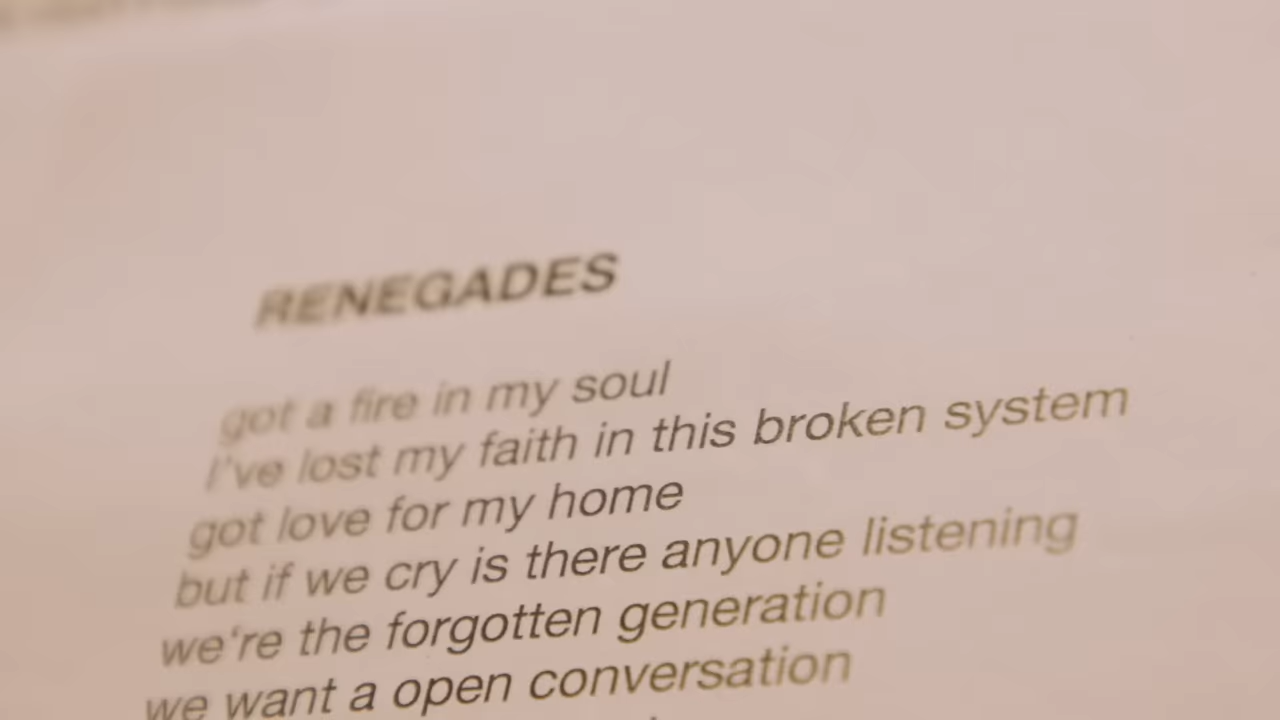 RENEGADES
got a fire in my soul
I've lost my faith in this broken system
got love for my home
but if we cry is there anyone listening
we're the forgotten generation
we want a open conversation